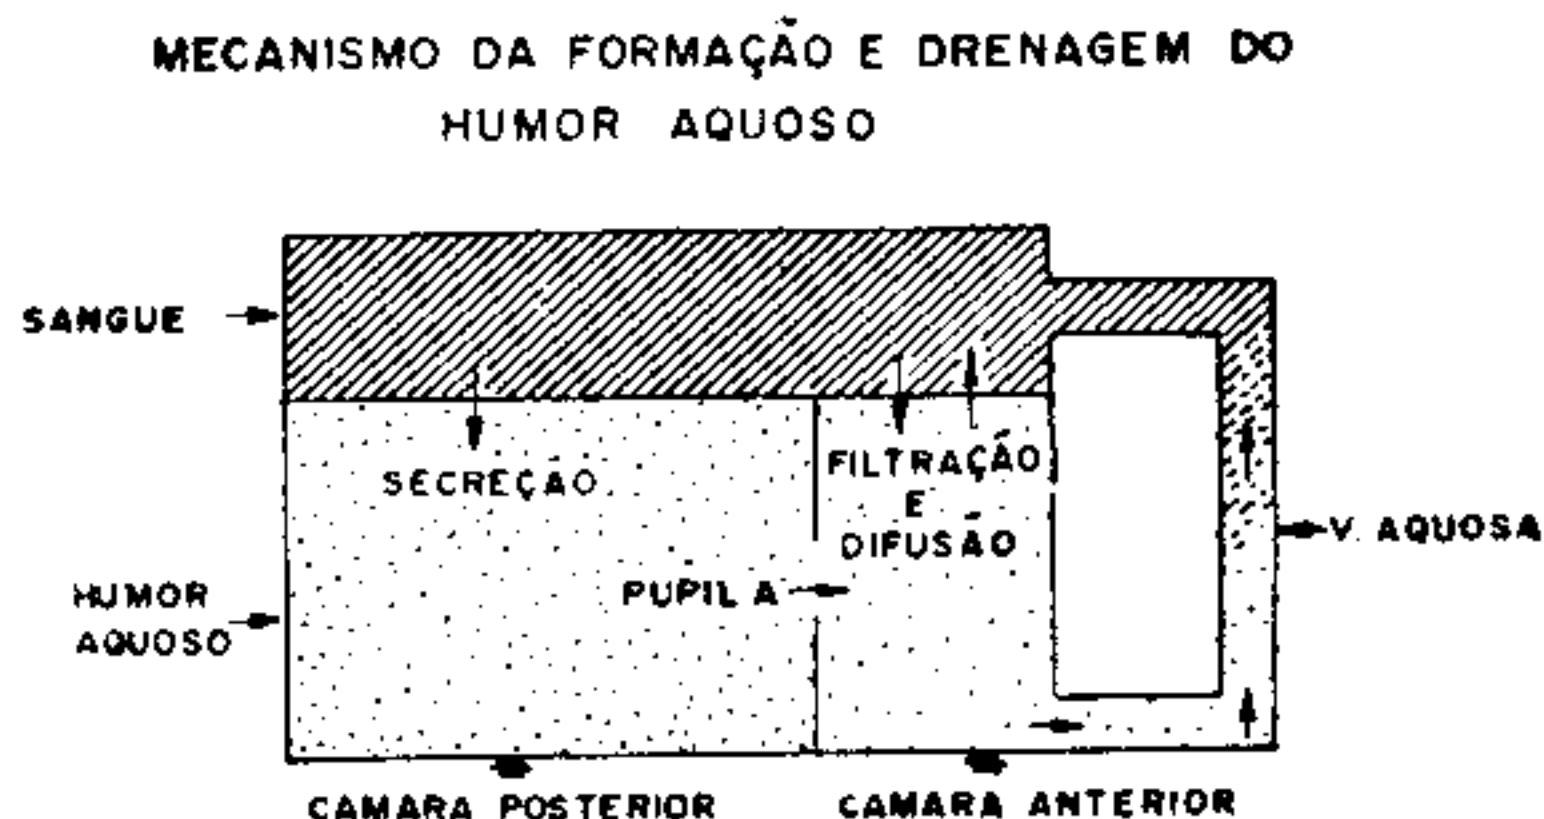 MECANISMO DA FORMAÇÃO E DRENAGEM DO
HUMOR AQUOSO
SANGUE
SECREÇÃO
FILTRAÇÃO
E
DIFUSÃO
V. AQUOSA
PUPILA
HUMOR
AQUOSO
CAMARA POSTERIOR
CAMARA ANTERIOR